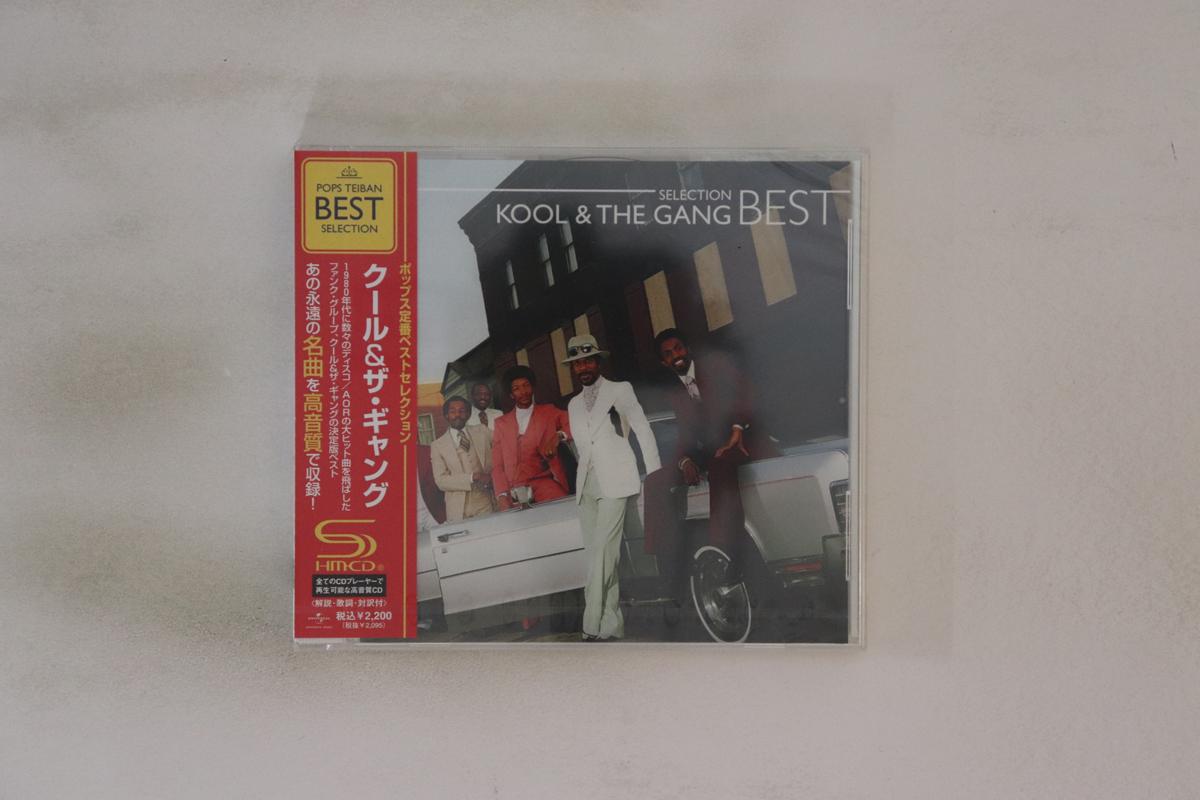 POPS TEIBAN
BEST
SELECTION
ポップス定番ベストセレクション
クール&ザ・ギャング
1980年代に数々のディスコ/AORの大ヒット曲を飛ばした
ファンク・グループ、クール&ザ・ギャングの決定版ベスト
あの永遠の名曲を高音質で収録!
SHM-CD®
全てのCDプレーヤーで
再生可能な高音質CD
〈解説・歌詞・対訳付〉
UNIVERSAL
税込¥2,200
(税抜¥2,095)
SELECTION
KOOL & THE GANG BEST